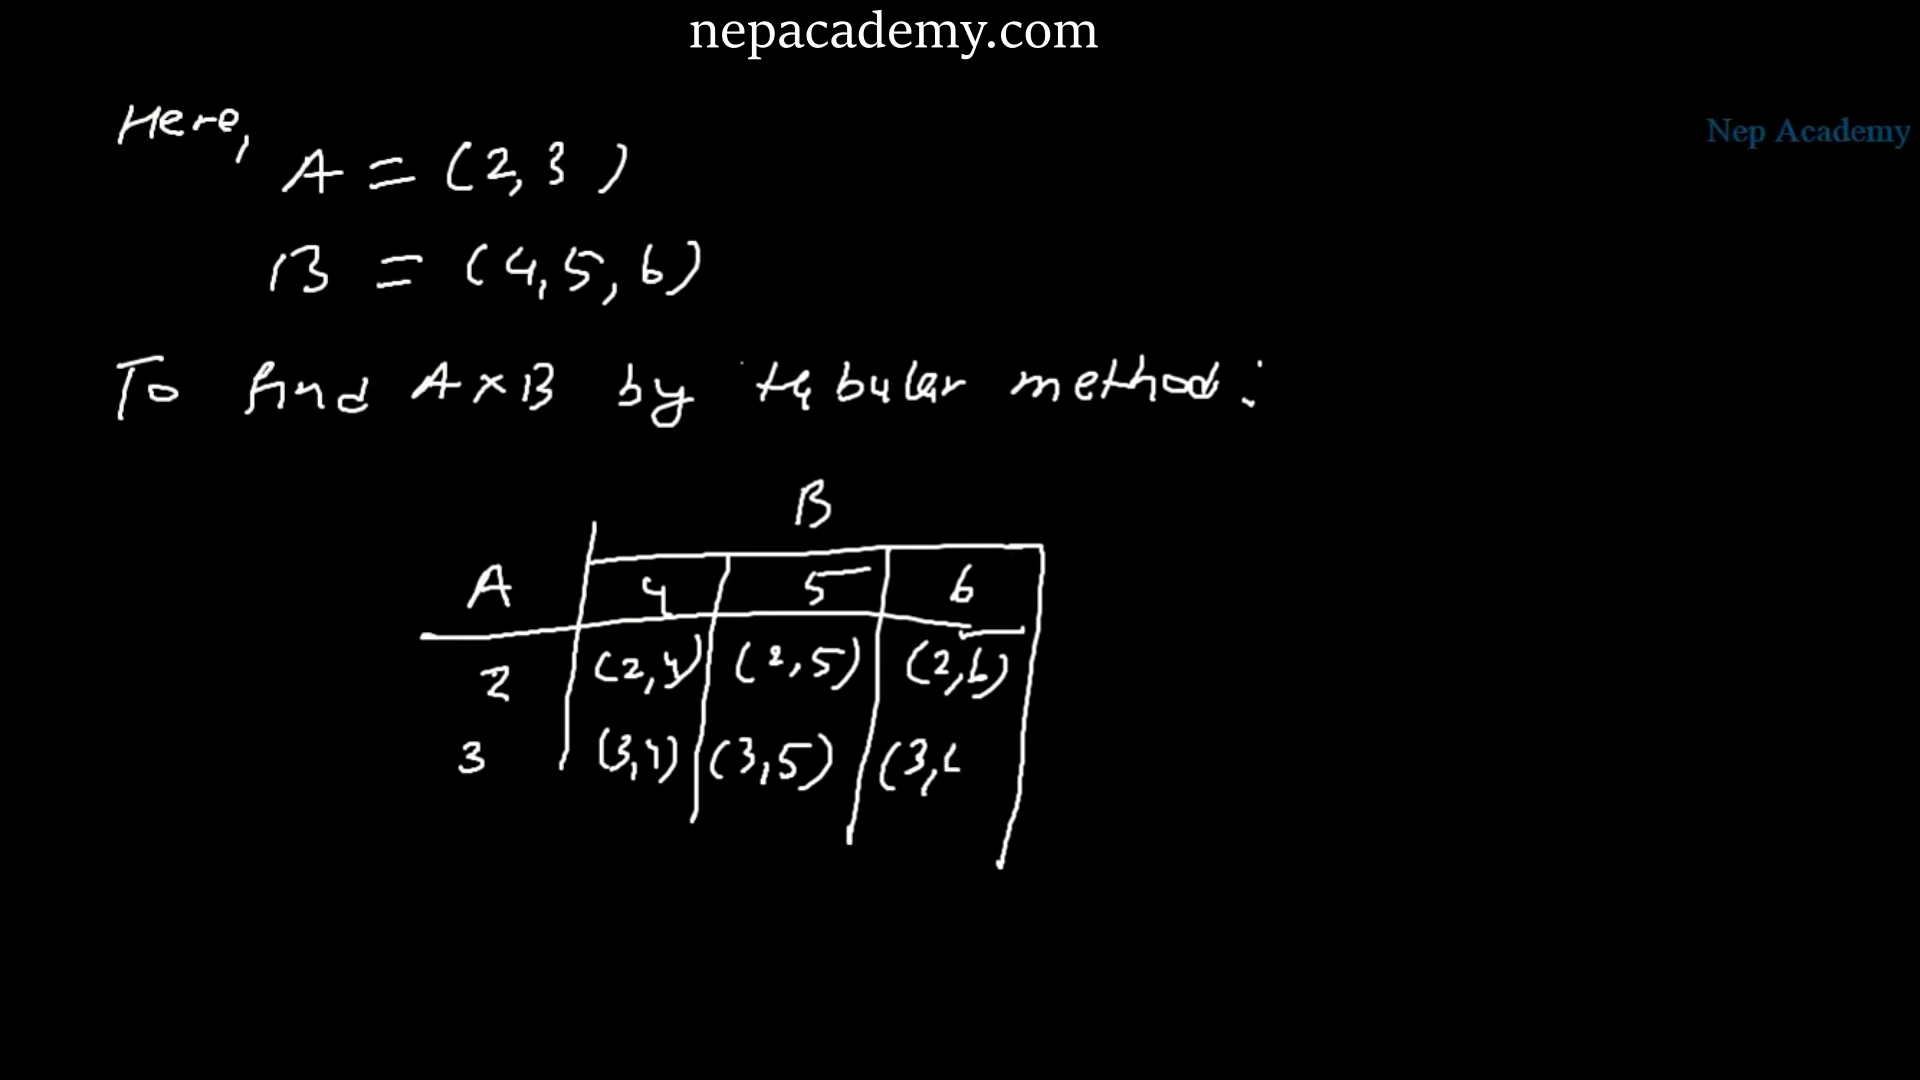 nepacademy.com
Here,
Nep Academy
A = (2,3 )
B = (4,5,6)
To find A×B by tabular method:
B
A 4 5 6
2 (2,4) (2,5) (2,6)
3 (3,4) (3,5) (3,